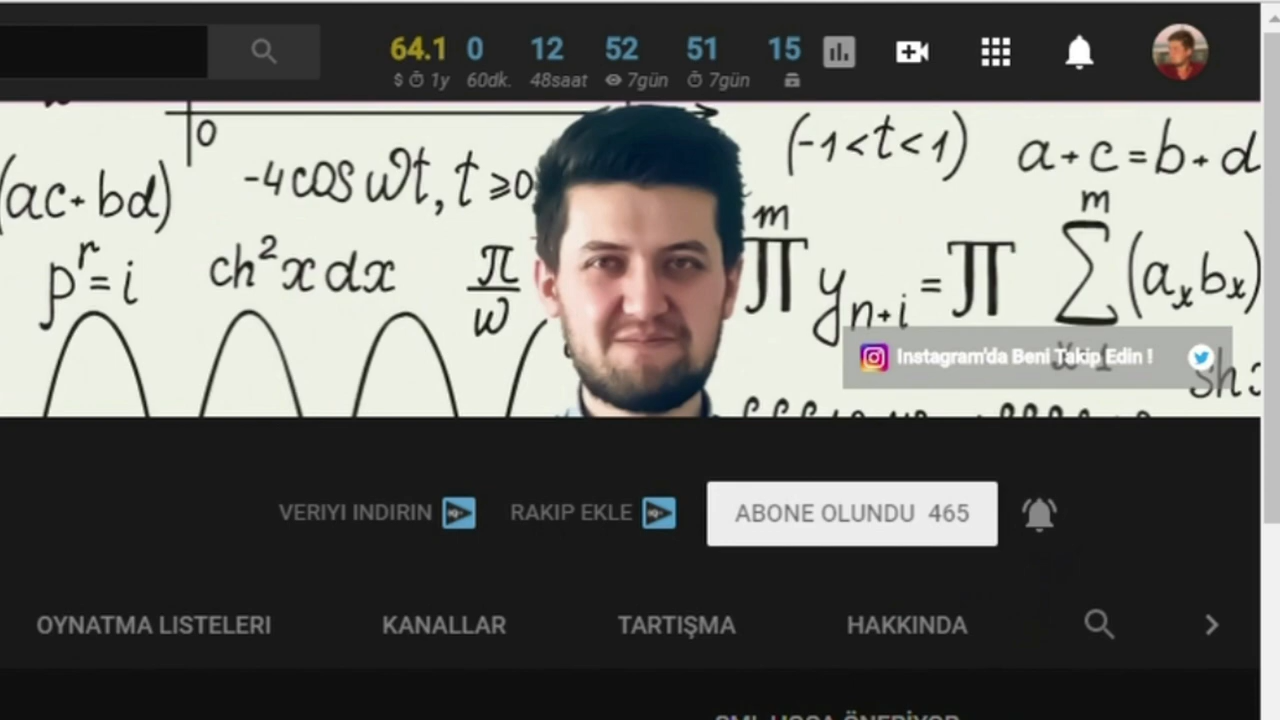 64.1 0 12 52 51 15
$ 1y 60dk. 48saat 7gün 7gün
0
(-1<t<1) a+c=b+d
(ac+bd) -4cos ωt, t⩾0
p^r=i ch²x dx π/ω
m ∏ y_{n+i} = ∏ m ∑ (a_x b_x)
Instagram'da Beni Takip Edin !
VERIYI INDIRIN RAKIP EKLE ABONE OLUNDU 465
OYNATMA LISTELERI KANALLAR TARTIŞMA HAKKINDA